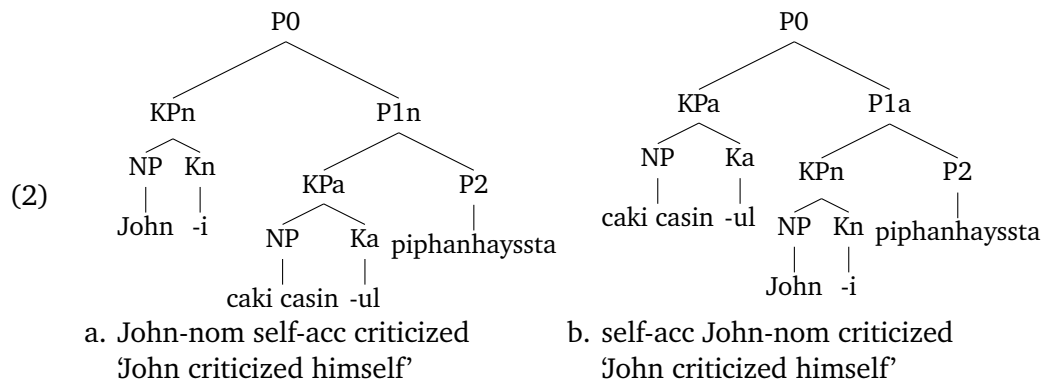 P0 P0
KPn P1n KPa P1a
NP Kn KPa P2 NP Ka KPn P2
(2)
John -i NP Ka piphanhayssta caki casin -ul NP Kn piphanhayssta
caki casin -ul John -i
a. John-nom self-acc criticized b. self-acc John-nom criticized
‘John criticized himself’ ‘John criticized himself’